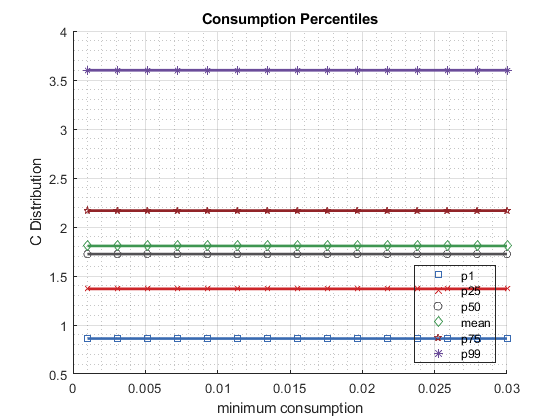 Consumption Percentiles
4
3.5
3
2.5
2
1.5
1
0.5
C Distribution
p1
p25
p50
mean
p75
p99
0 0.005 0.01 0.015 0.02 0.025 0.03
minimum consumption